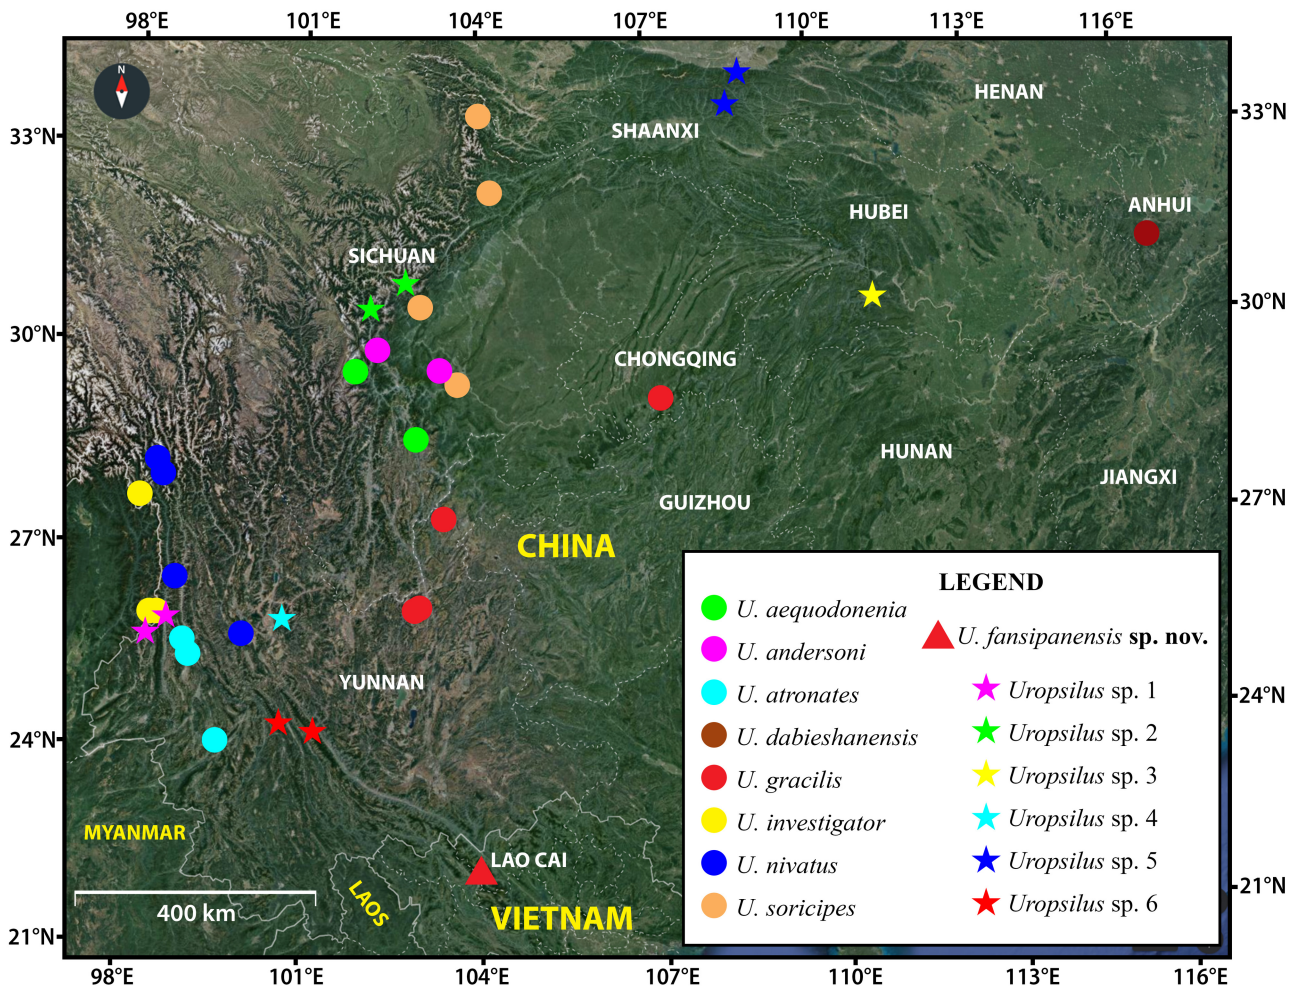 98°E 101°E 104°E 107°E 110°E 113°E 116°E
N
HENAN
33°N
33°N
SHAANXI
ANHUI
HUBEI
SICHUAN
30°N
30°N
CHONGQING
HUNAN
JIANGXI
GUIZHOU
27°N
27°N
CHINA
LEGEND
U. aequodonenia
U. fansipanensis sp. nov.
U. andersoni
YUNNAN
Uropsilus sp. 1
24°N
U. atronates
Uropsilus sp. 2
24°N
U. dabieshanensis
Uropsilus sp. 3
U. gracilis
MYANMAR
U. investigator
Uropsilus sp. 4
LAO CAI
U. nivatus
Uropsilus sp. 5
21°N
400 km
LAOS
VIETNAM
U. soricipes
Uropsilus sp. 6
21°N
98°E 101°E 104°E 107°E 110°E 113°E 116°E